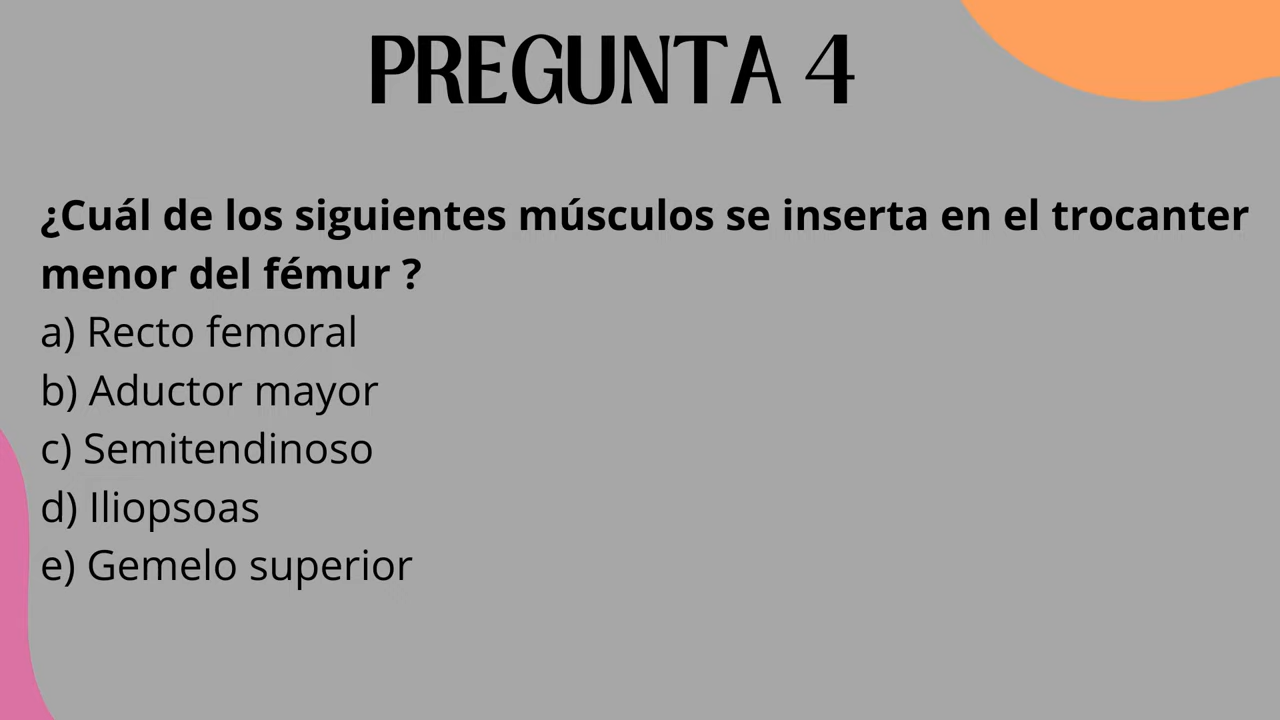 PREGUNTA 4
¿Cuál de los siguientes músculos se inserta en el trocanter
menor del fémur ?
a) Recto femoral
b) Aductor mayor
c) Semitendinoso
d) Iliopsoas
e) Gemelo superior